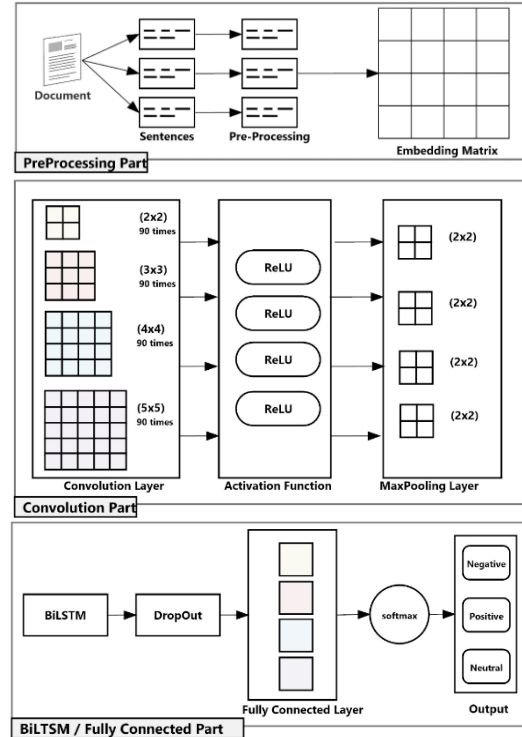 Document
Sentences
Pre-Processing
Embedding Matrix
PreProcessing Part
(2x2)
90 times
(3x3)
90 times
(4x4)
90 times
(5x5)
90 times
ReLU
ReLU
ReLU
ReLU
(2x2)
(2x2)
(2x2)
(2x2)
Convolution Layer
Activation Function
MaxPooling Layer
Convolution Part
BiLSTM
DropOut
softmax
Negative
Positive
Neutral
Fully Connected Layer
Output
BiLTSM / Fully Connected Part